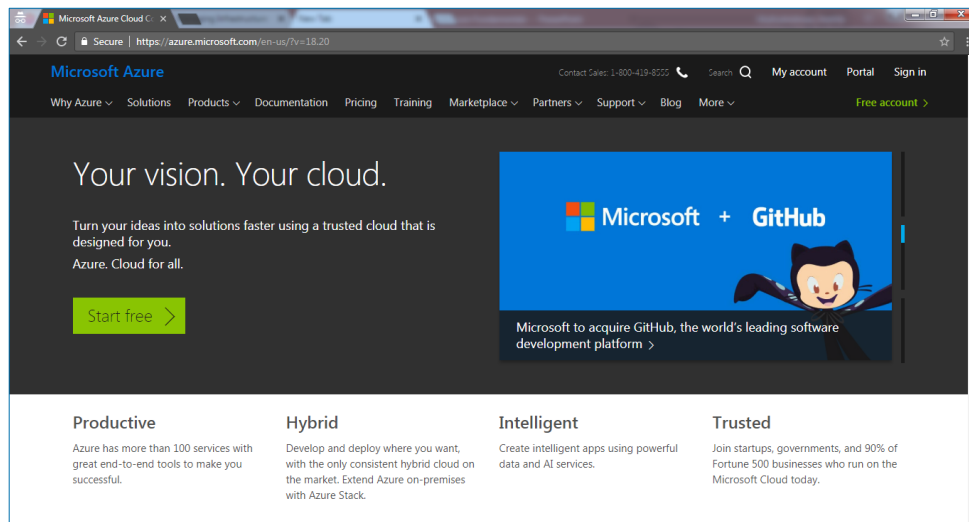 Microsoft Azure Cloud Co
New Tab
Secure | https://azure.microsoft.com/en-us/?v=18.20
Microsoft Azure
Contact Sales: 1-800-419-8555
Search
My account
Portal
Sign in
Why Azure
Solutions
Products
Documentation
Pricing
Training
Marketplace
Partners
Support
Blog
More
Free account >
Your vision. Your cloud.
Turn your ideas into solutions faster using a trusted cloud that is
designed for you.
Azure. Cloud for all.
Start free >
Microsoft + GitHub
Microsoft to acquire GitHub, the world's leading software
development platform >
Productive
Azure has more than 100 services with
great end-to-end tools to make you
successful.
Hybrid
Develop and deploy where you want,
with the only consistent hybrid cloud on
the market. Extend Azure on-premises
with Azure Stack.
Intelligent
Create intelligent apps using powerful
data and AI services.
Trusted
Join startups, governments, and 90% of
Fortune 500 businesses who run on the
Microsoft Cloud today.